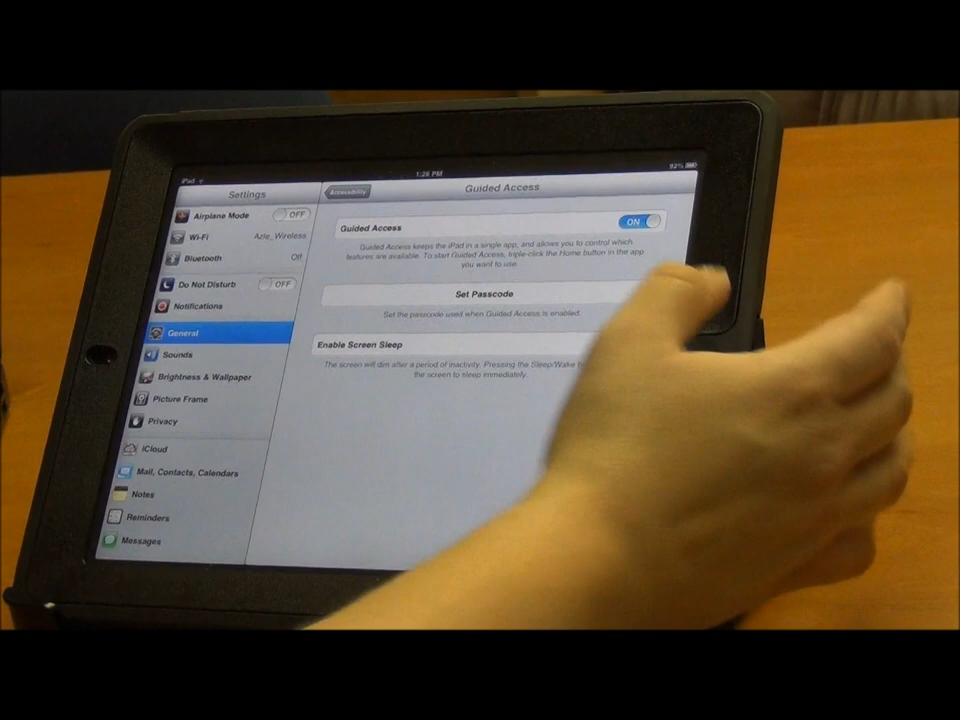 iPad
1:26 PM
92%
Settings
Accessibility
Guided Access
Airplane Mode
OFF
Wi-Fi
Azle_Wireless
Bluetooth
Off
Do Not Disturb
OFF
Notifications
General
Sounds
Brightness & Wallpaper
Picture Frame
Privacy
iCloud
Mail, Contacts, Calendars
Notes
Reminders
Messages
Guided Access
ON
Guided Access keeps the iPad in a single app, and allows you to control which
features are available. To start Guided Access, triple-click the Home button in the app
you want to use.
Set Passcode
Set the passcode used when Guided Access is enabled.
Enable Screen Sleep
The screen will dim after a period of inactivity. Pressing the Sleep/Wake
the screen to sleep immediately.